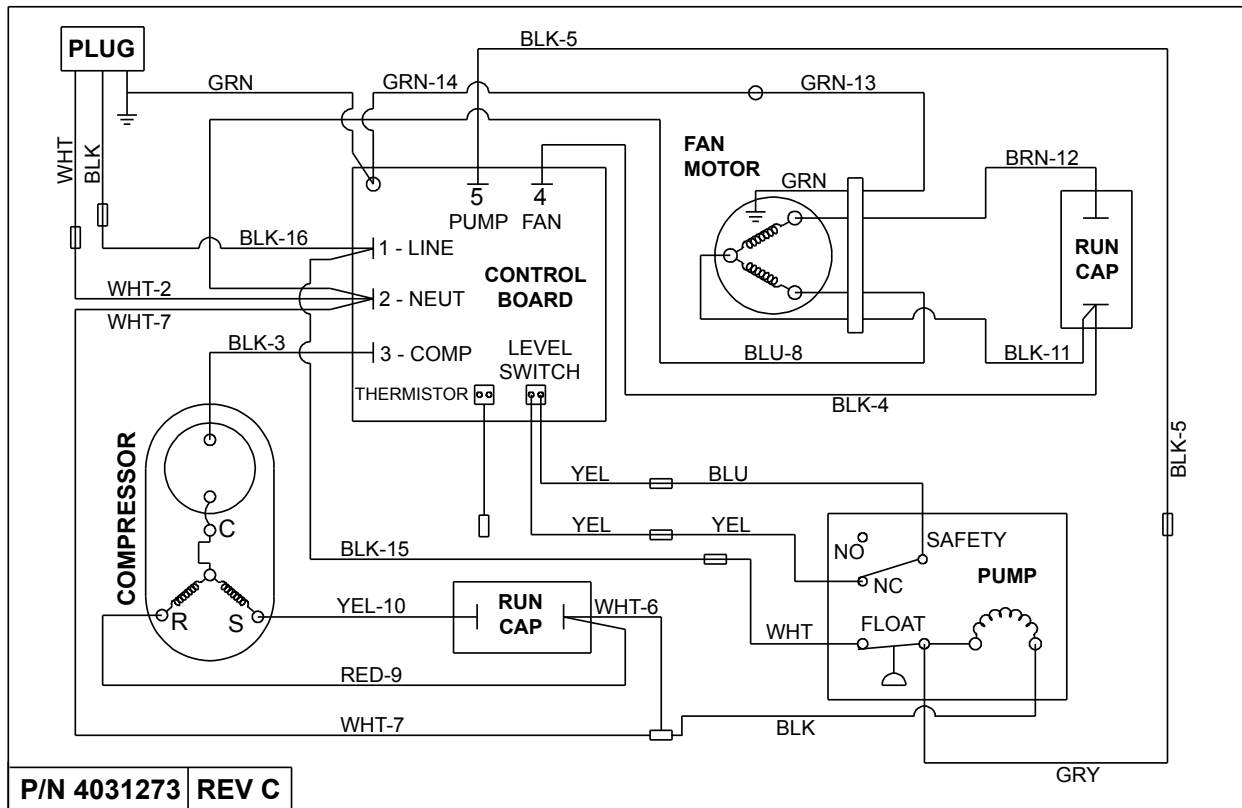 PLUG
BLK-5
GRN
GRN-14
GRN-13
WHT
BLK
FAN
MOTOR
GRN
BRN-12
5
4
PUMP
FAN
RUN
CAP
BLK-16
1 - LINE
CONTROL
BOARD
WHT-2
2 - NEUT
WHT-7
BLK-3
3 - COMP
LEVEL
SWITCH
BLU-8
BLK-11
THERMISTOR
BLK-4
BLK-5
COMPRESSOR
YEL
BLU
C
YEL
YEL
NO
SAFETY
BLK-15
NC
PUMP
R
S
YEL-10
RUN
CAP
WHT-6
WHT
FLOAT
RED-9
WHT-7
BLK
GRY
P/N 4031273
REV C